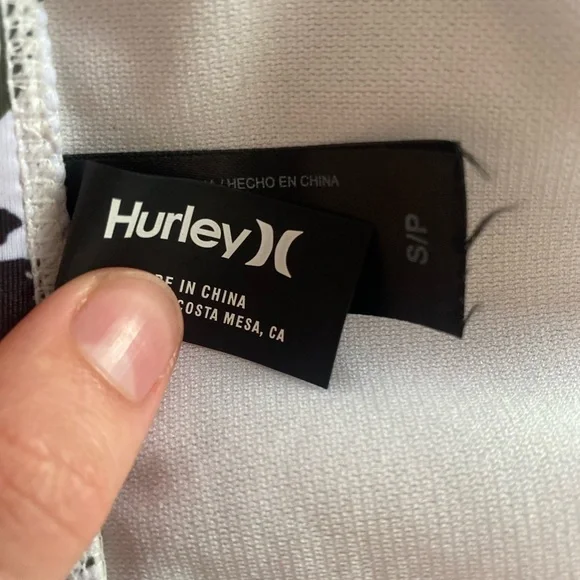 /HECHO EN CHINA
S/P
Hurley
IN CHINA
COSTA MESA, CA